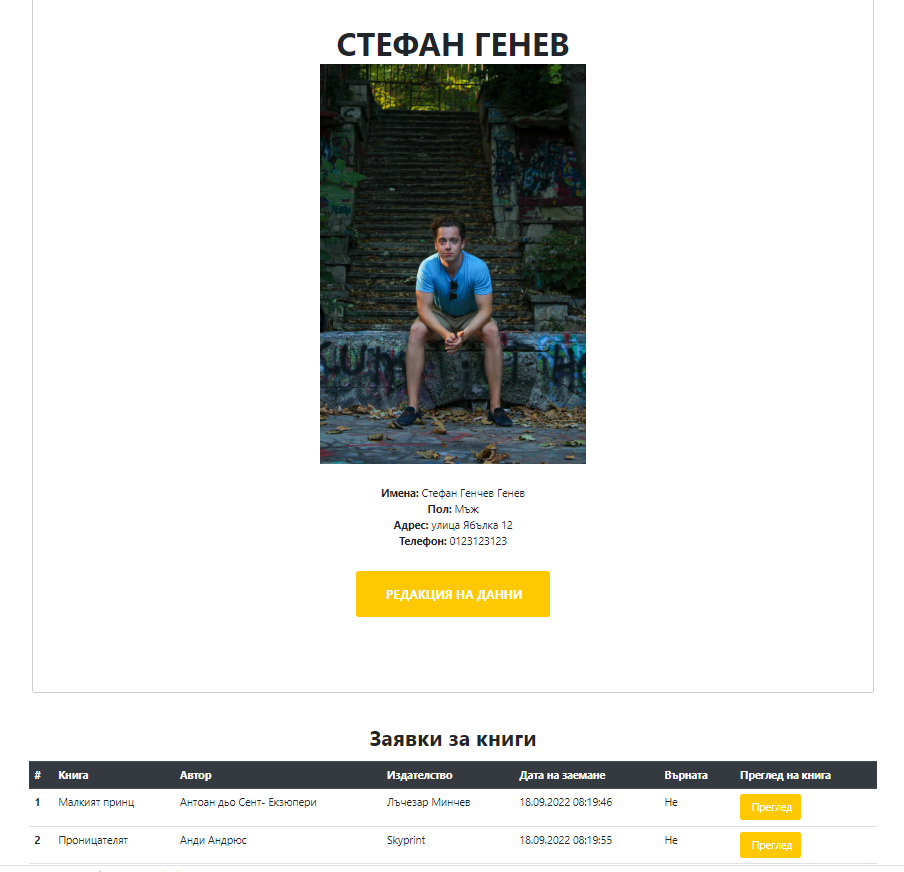 СТЕФАН ГЕНЕВ
Имена: Стефан Генчев Генев
Пол: Мъж
Адрес: улица Ябълка 12
Телефон: 0123123123
РЕДАКЦИЯ НА ДАННИ
Заявки за книги
# Книга Автор Издателство Дата на заемане Върната Преглед на книга
1 Малкият принц Антоан дьо Сент- Екзюпери Лъчезар Минчев 18.09.2022 08:19:46 Не Преглед
2 Проницателят Анди Андрюс Skyprint 18.09.2022 08:19:55 Не Преглед